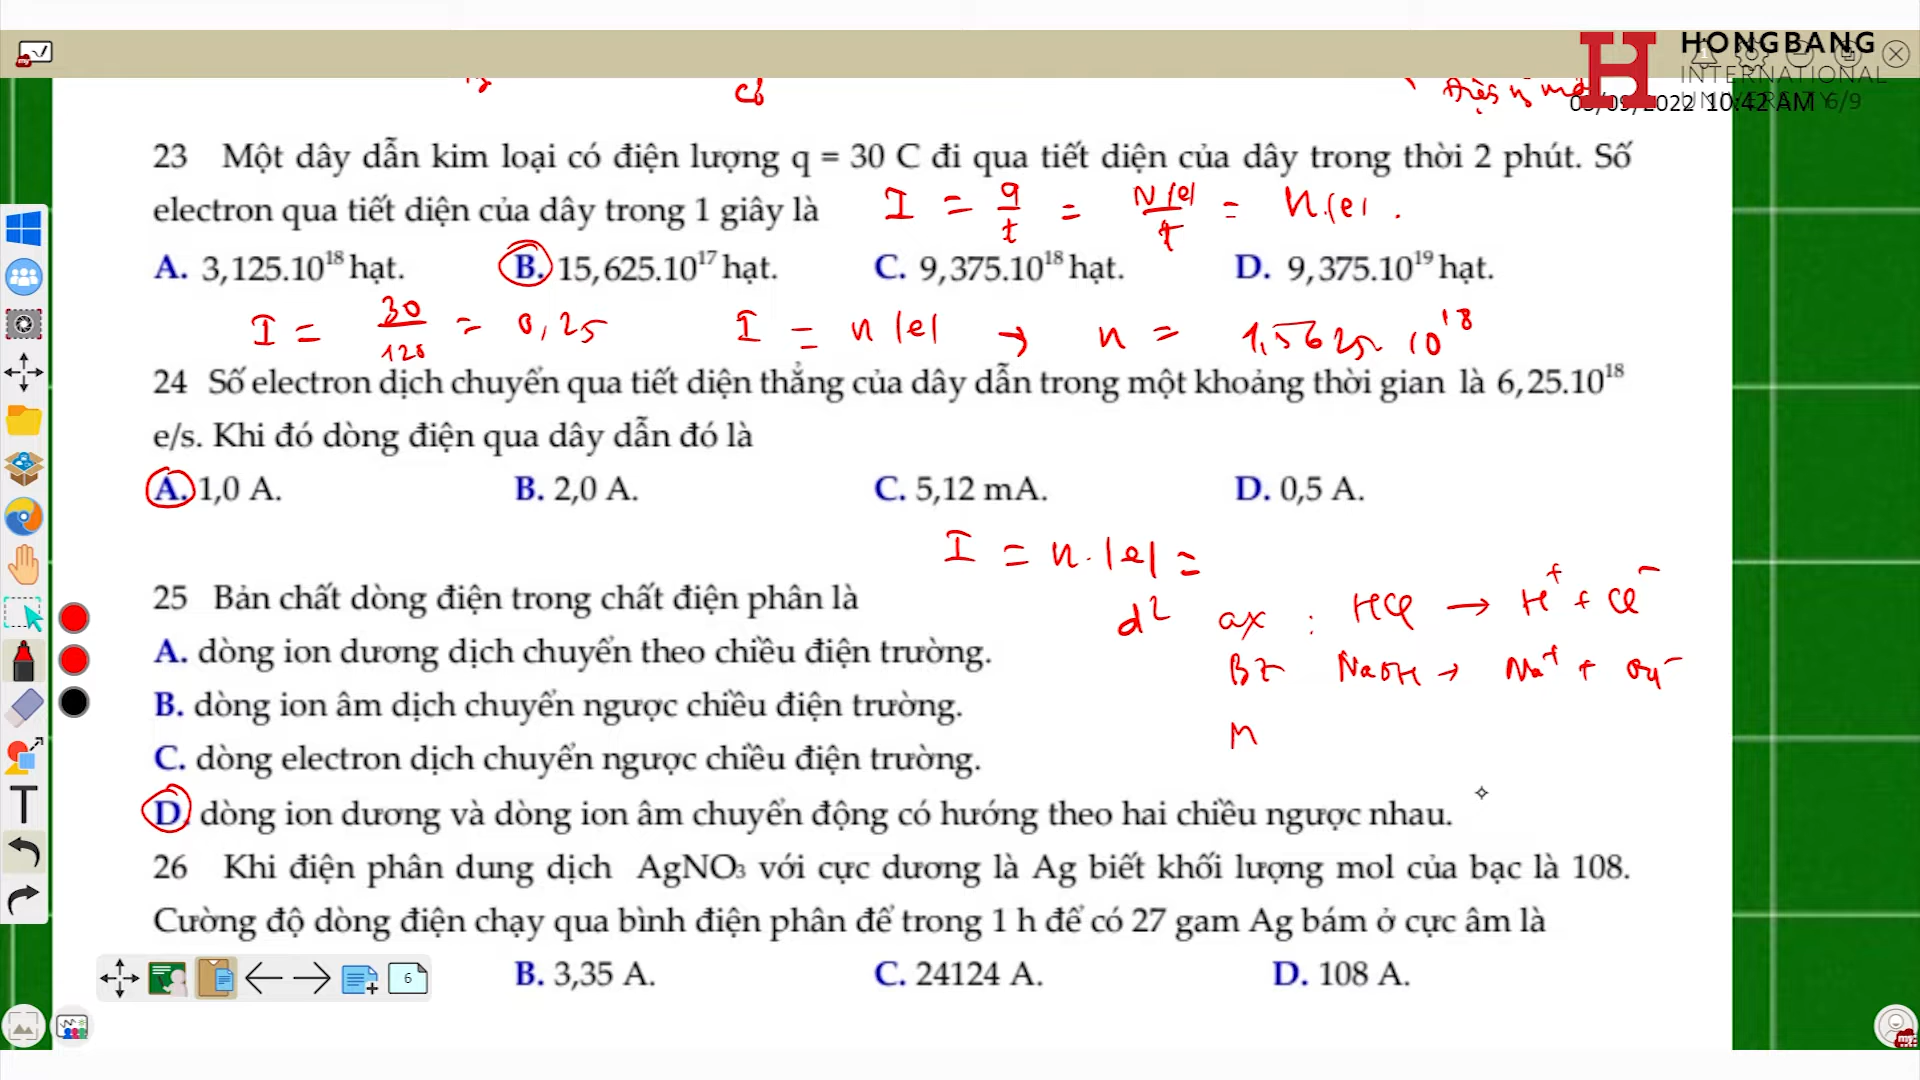 HONGBANG
INTERNATIONAL
UNIVERSITY
10:42 AM 6/9
23 Một dây dẫn kim loại có điện lượng q = 30 C đi qua tiết diện của dây trong thời 2 phút. Số
electron qua tiết diện của dây trong 1 giây là
I = q/t = N|e|/t = n.|e|.
A. 3,125.10¹⁸ hạt. B. 15,625.10¹⁷ hạt. C. 9,375.10¹⁸ hạt. D. 9,375.10¹⁹ hạt.
I = 30/120 = 0,25 I = n|e| → n = 1,5625.10¹⁸
24 Số electron dịch chuyển qua tiết diện thẳng của dây dẫn trong một khoảng thời gian là 6,25.10¹⁸
e/s. Khi đó dòng điện qua dây dẫn đó là
A. 1,0 A. B. 2,0 A. C. 5,12 mA. D. 0,5 A.
I = n.|e| =
25 Bản chất dòng điện trong chất điện phân là
d² ax : HCl → H⁺ + Cl⁻
A. dòng ion dương dịch chuyển theo chiều điện trường.
BZ NaOH → Na⁺ + OH⁻
B. dòng ion âm dịch chuyển ngược chiều điện trường.
M
C. dòng electron dịch chuyển ngược chiều điện trường.
D. dòng ion dương và dòng ion âm chuyển động có hướng theo hai chiều ngược nhau.
26 Khi điện phân dung dịch AgNO₃ với cực dương là Ag biết khối lượng mol của bạc là 108.
Cường độ dòng điện chạy qua bình điện phân để trong 1 h để có 27 gam Ag bám ở cực âm là
B. 3,35 A. C. 24124 A. D. 108 A.
6